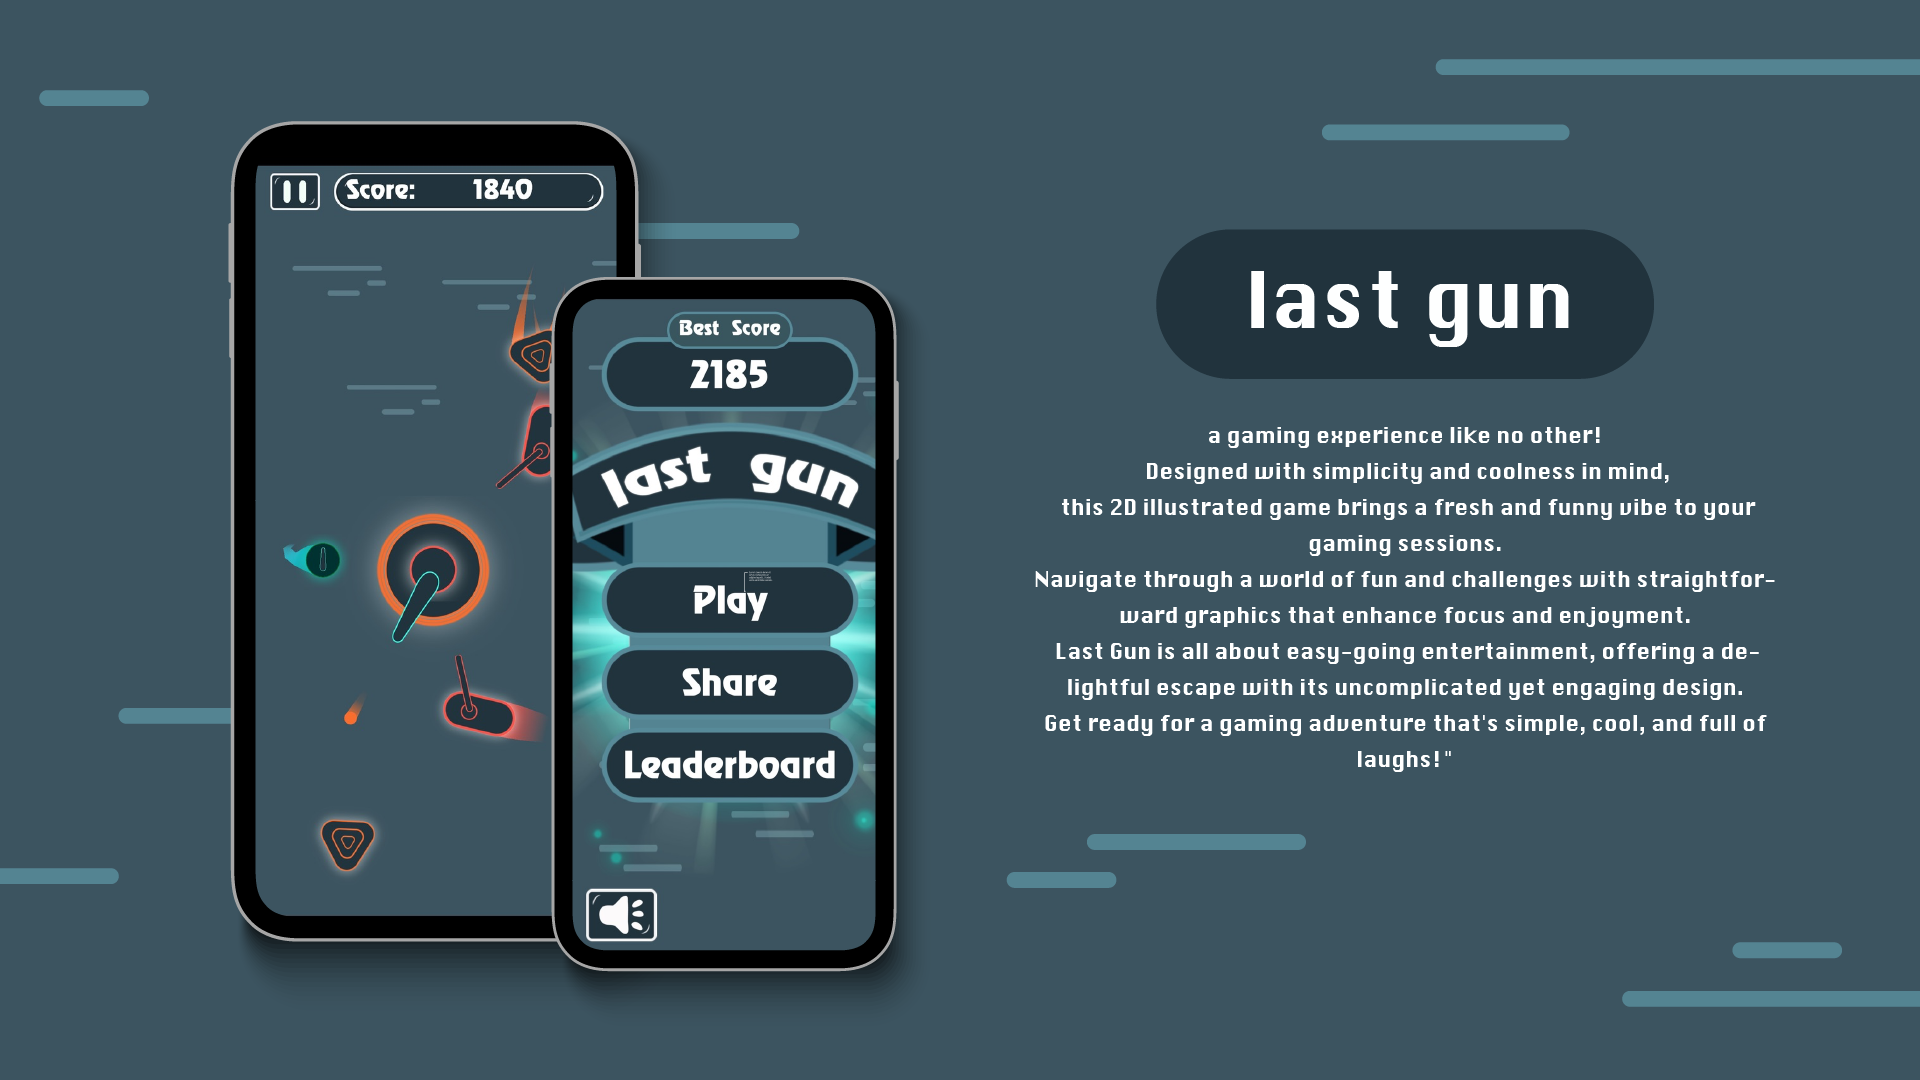 Score: 1840
Best Score
2185
last gun
Play
Share
Leaderboard
last gun
a gaming experience like no other!
Designed with simplicity and coolness in mind,
this 2D illustrated game brings a fresh and funny vibe to your
gaming sessions.
Navigate through a world of fun and challenges with straightfor-
ward graphics that enhance focus and enjoyment.
Last Gun is all about easy-going entertainment, offering a de-
lightful escape with its uncomplicated yet engaging design.
Get ready for a gaming adventure that's simple, cool, and full of
laughs!"